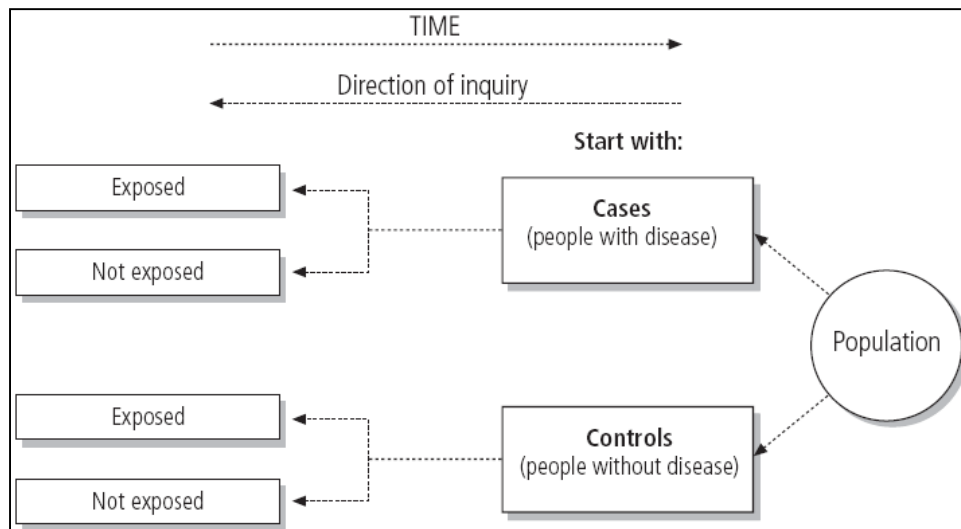 TIME
Direction of inquiry
Start with:
Exposed
Cases
(people with disease)
Not exposed
Population
Exposed
Controls
(people without disease)
Not exposed